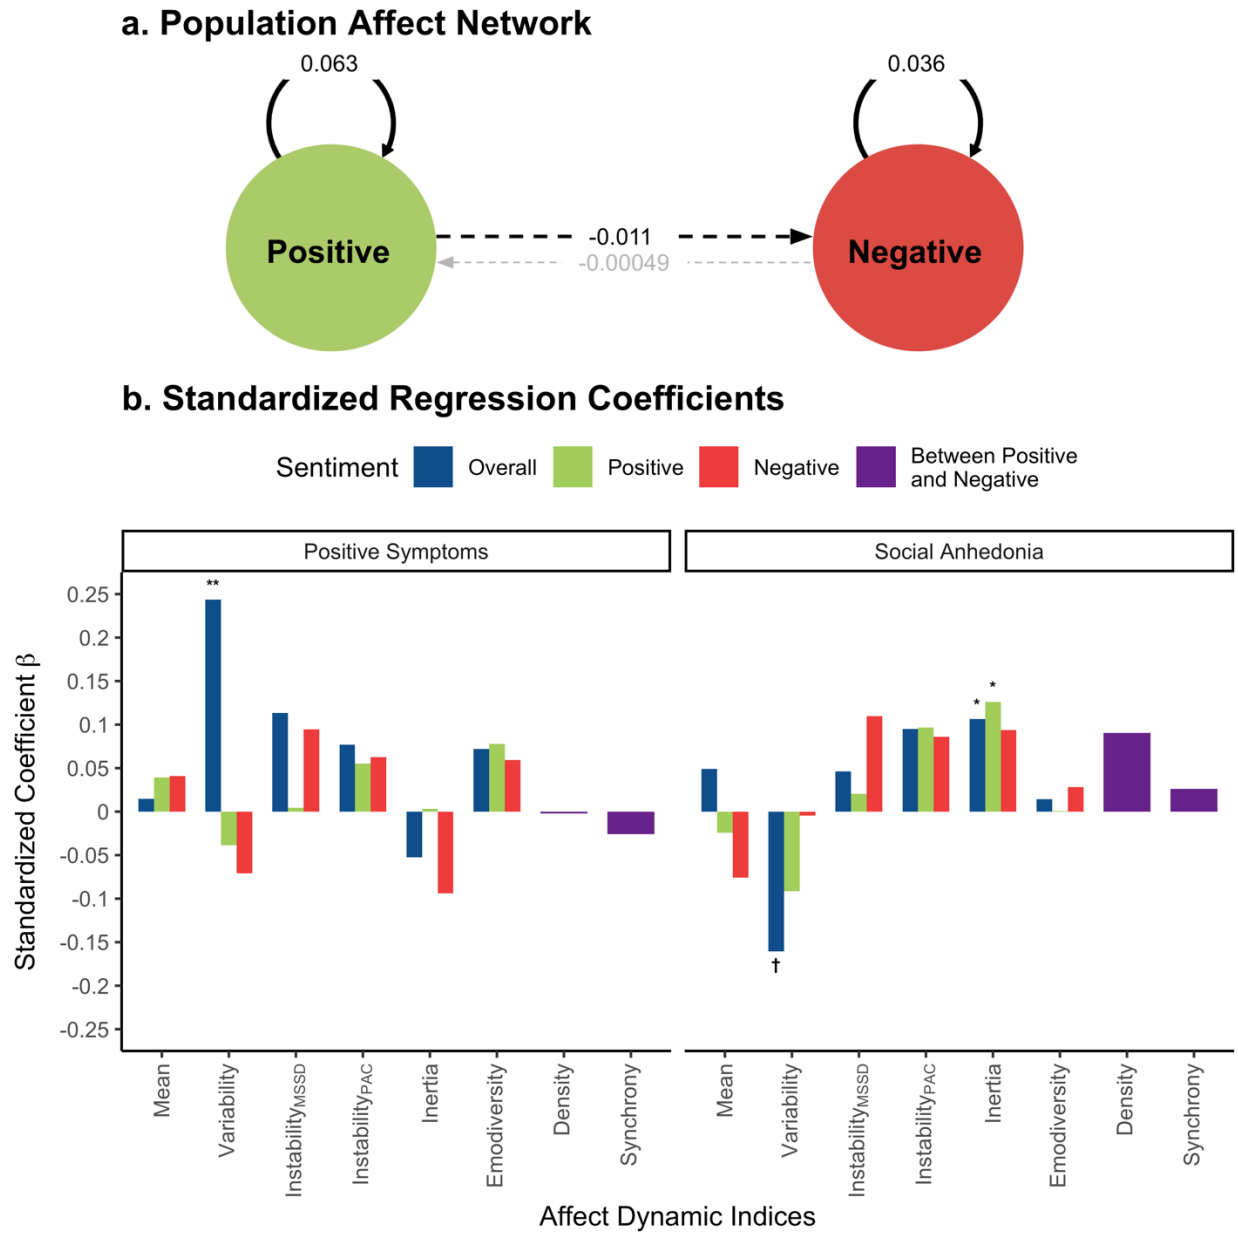 a. Population Affect Network
0.063
0.036
Positive
-0.011
-0.00049
Negative
b. Standardized Regression Coefficients
Sentiment
Overall
Positive
Negative
Between Positive
and Negative
Positive Symptoms
Social Anhedonia
Standardized Coefficient β
0.25
0.2
0.15
0.1
0.05
0
-0.05
-0.1
-0.15
-0.2
-0.25
**
*
*
†
Mean
Variability
InstabilityMSSD
InstabilityPAC
Inertia
Emodiversity
Density
Synchrony
Mean
Variability
InstabilityMSSD
InstabilityPAC
Inertia
Emodiversity
Density
Synchrony
Affect Dynamic Indices